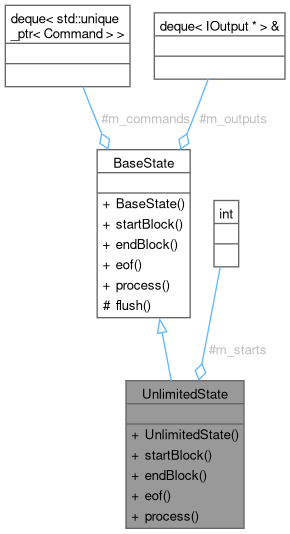 deque< std::unique
_ptr< Command > >
deque< IOutput * > &
#m_commands
#m_outputs
BaseState
+ BaseState()
+ startBlock()
+ endBlock()
+ eof()
+ process()
# flush()
int
#m_starts
UnlimitedState
+ UnlimitedState()
+ startBlock()
+ endBlock()
+ eof()
+ process()